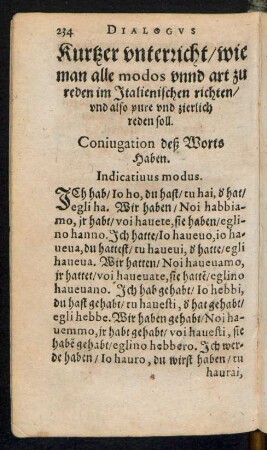 234 DIALOGVS
Kurtzer vnterricht/wie
man alle modos vnnd art zu
reden im Italienischen richten/
vnd also pure vnd zierlich
reden soll.
Coniugation deß Worts
Haben.
Indicatiuus modus.
ICh hab/Io ho, du hast/tu hai, d' hat/
egli ha. Wir haben/Noi habbia-
mo, jr habt/voi hauete, sie haben/egli-
no hanno. Ich hatte/Io haueuo, io ha-
ueua, du hattest/tu haueui, d' hatte/egli
haueua. Wir hatten/Noi haueuamo,
jr hattet/voi haueuate, sie hattē/eglino
haueuano. Ich hab gehabt/Io hebbi,
du hast gehabt/tu hauesti, d' hat gehabt/
egli hebbe. Wir haben gehabt/Noi ha-
uemmo, jr habt gehabt/voi hauesti, sie
habē gehabt/eglino hebbero. Ich wer-
de haben/Io hauro, du wirst haben/tu
haurai,